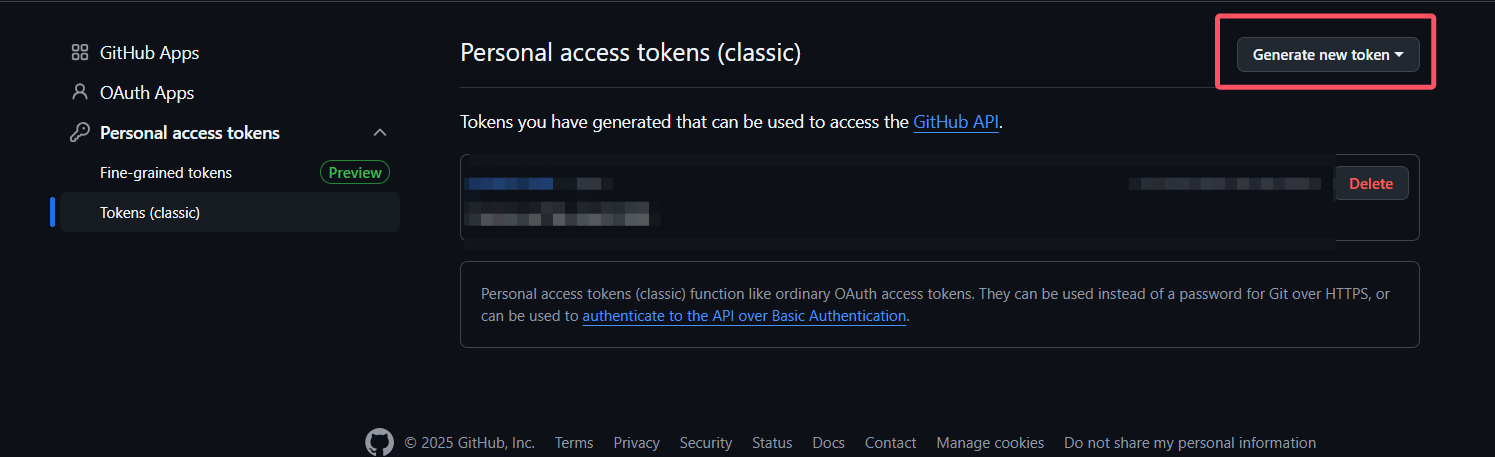 GitHub Apps
OAuth Apps
Personal access tokens
Fine-grained tokens Preview
Tokens (classic)
Personal access tokens (classic)
Generate new token
Tokens you have generated that can be used to access the GitHub API.
Delete
Personal access tokens (classic) function like ordinary OAuth access tokens. They can be used instead of a password for Git over HTTPS, or
can be used to authenticate to the API over Basic Authentication.
© 2025 GitHub, Inc. Terms Privacy Security Status Docs Contact Manage cookies Do not share my personal information